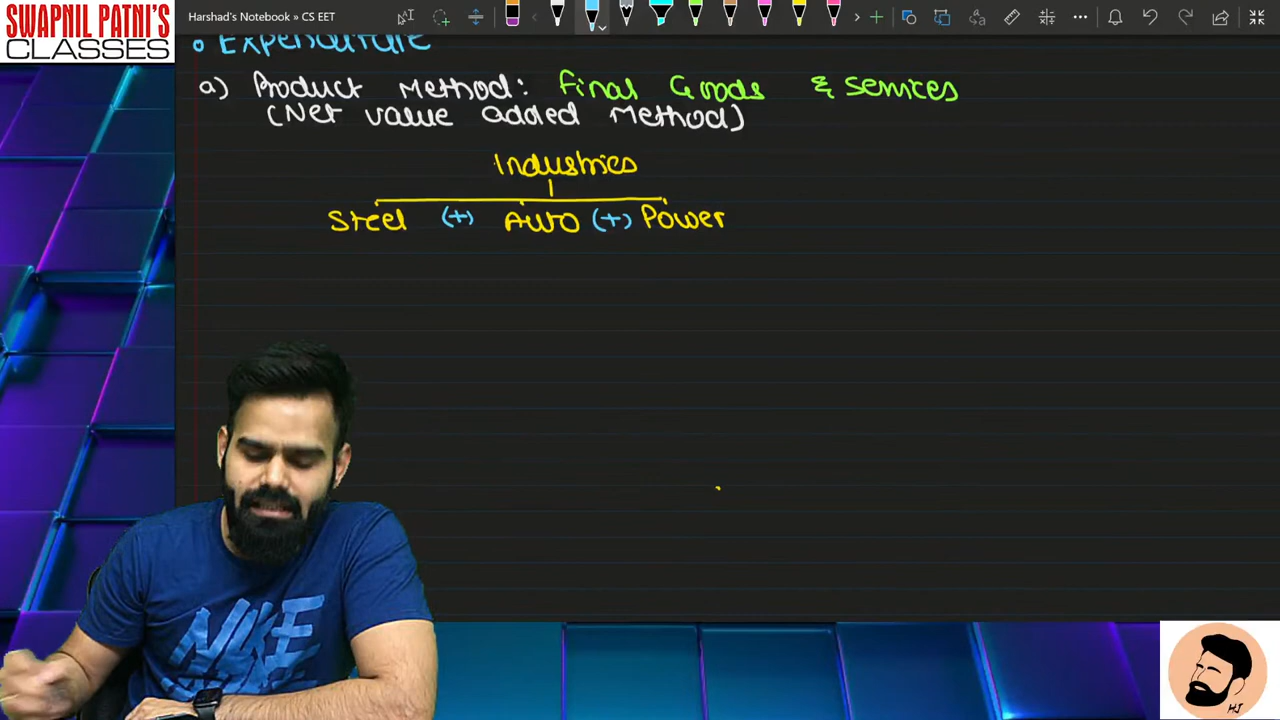 SWAPNIL PATNI'S
CLASSES
Harshad's Notebook » CS EET
• Expenditure
a) Product Method: Final Goods & Services
(Net value added Method)
Industries
Steel (+) Auto (+) Power
NIKE
HJ